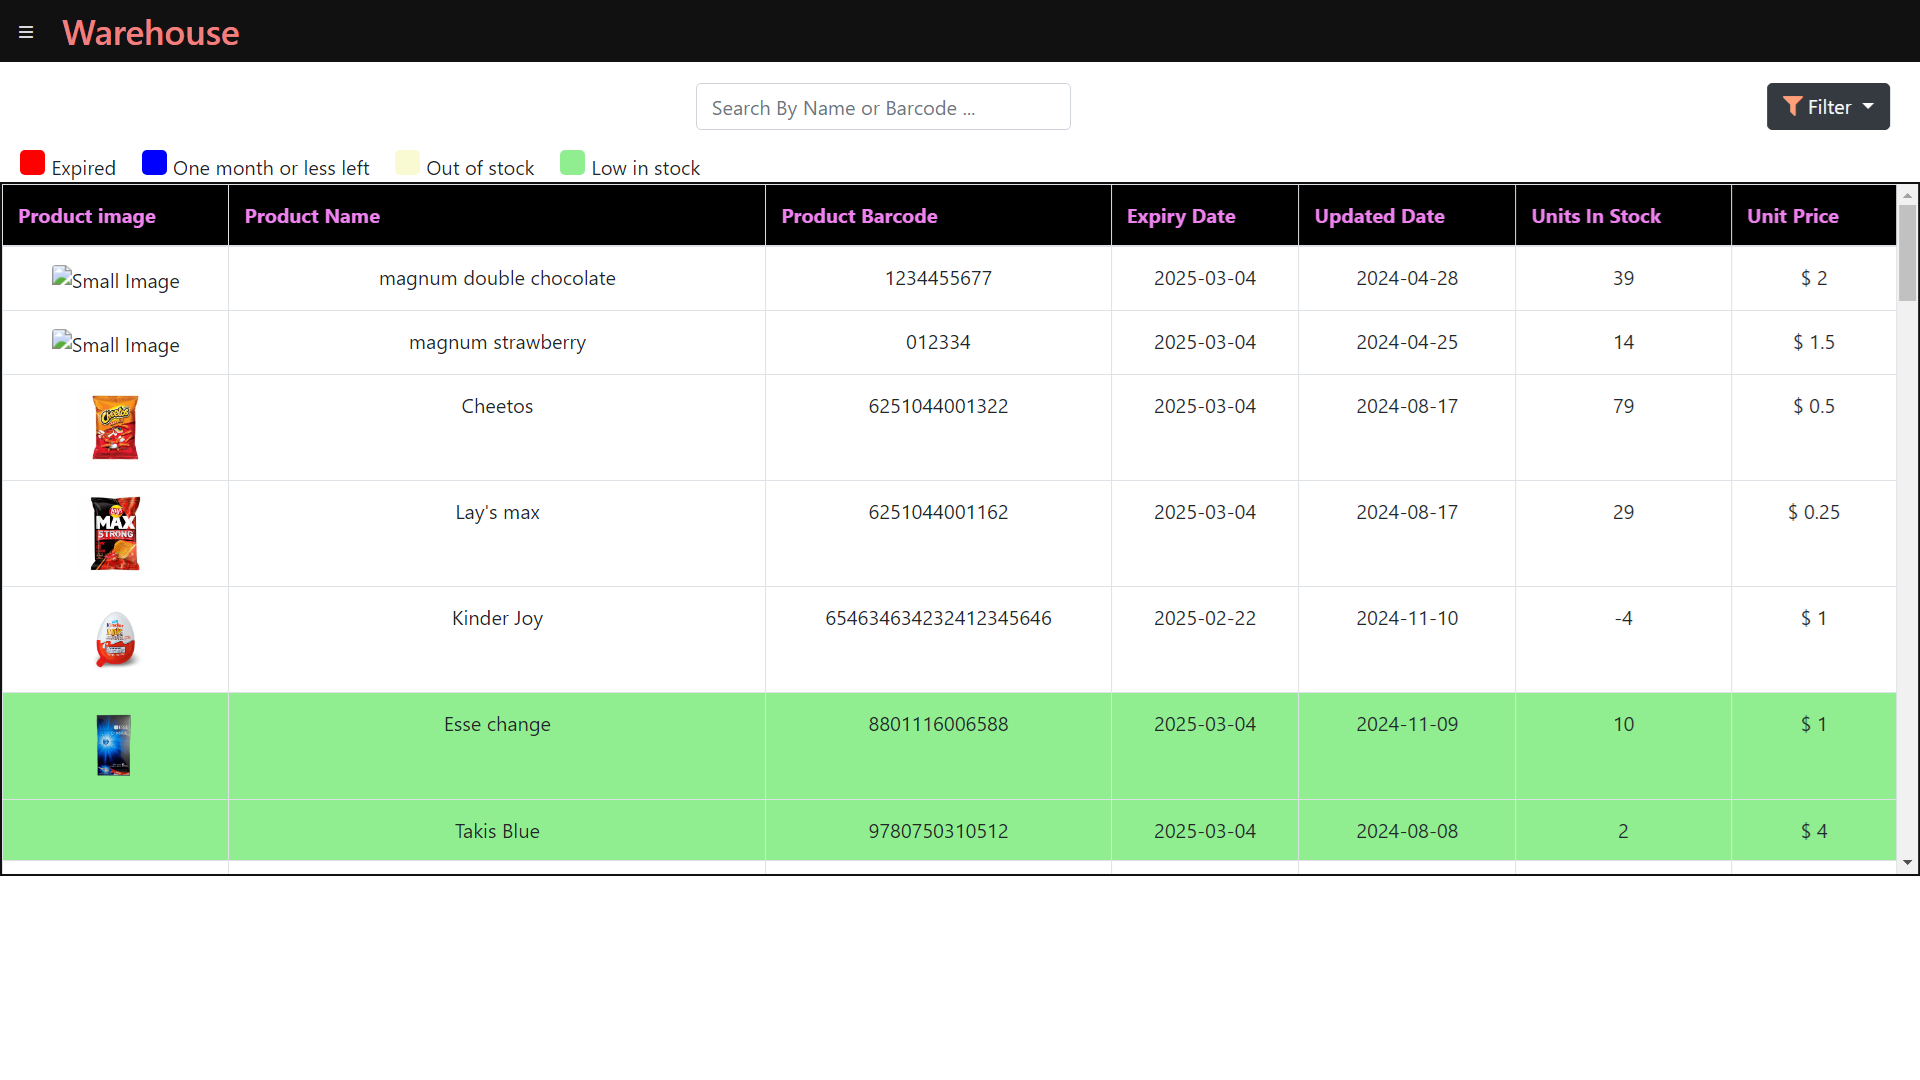 ≡ Warehouse
Search By Name or Barcode ...
Filter
Expired One month or less left Out of stock Low in stock
Product image Product Name Product Barcode Expiry Date Updated Date Units In Stock Unit Price
Small Image magnum double chocolate 1234455677 2025-03-04 2024-04-28 39 $ 2
Small Image magnum strawberry 012334 2025-03-04 2024-04-25 14 $ 1.5
Cheetos Cheetos 6251044001322 2025-03-04 2024-08-17 79 $ 0.5
Lay's MAX STRONG Lay's max 6251044001162 2025-03-04 2024-08-17 29 $ 0.25
Kinder Joy Kinder Joy 654634634232412345646 2025-02-22 2024-11-10 -4 $ 1
Esse change 8801116006588 2025-03-04 2024-11-09 10 $ 1
Takis Blue 9780750310512 2025-03-04 2024-08-08 2 $ 4